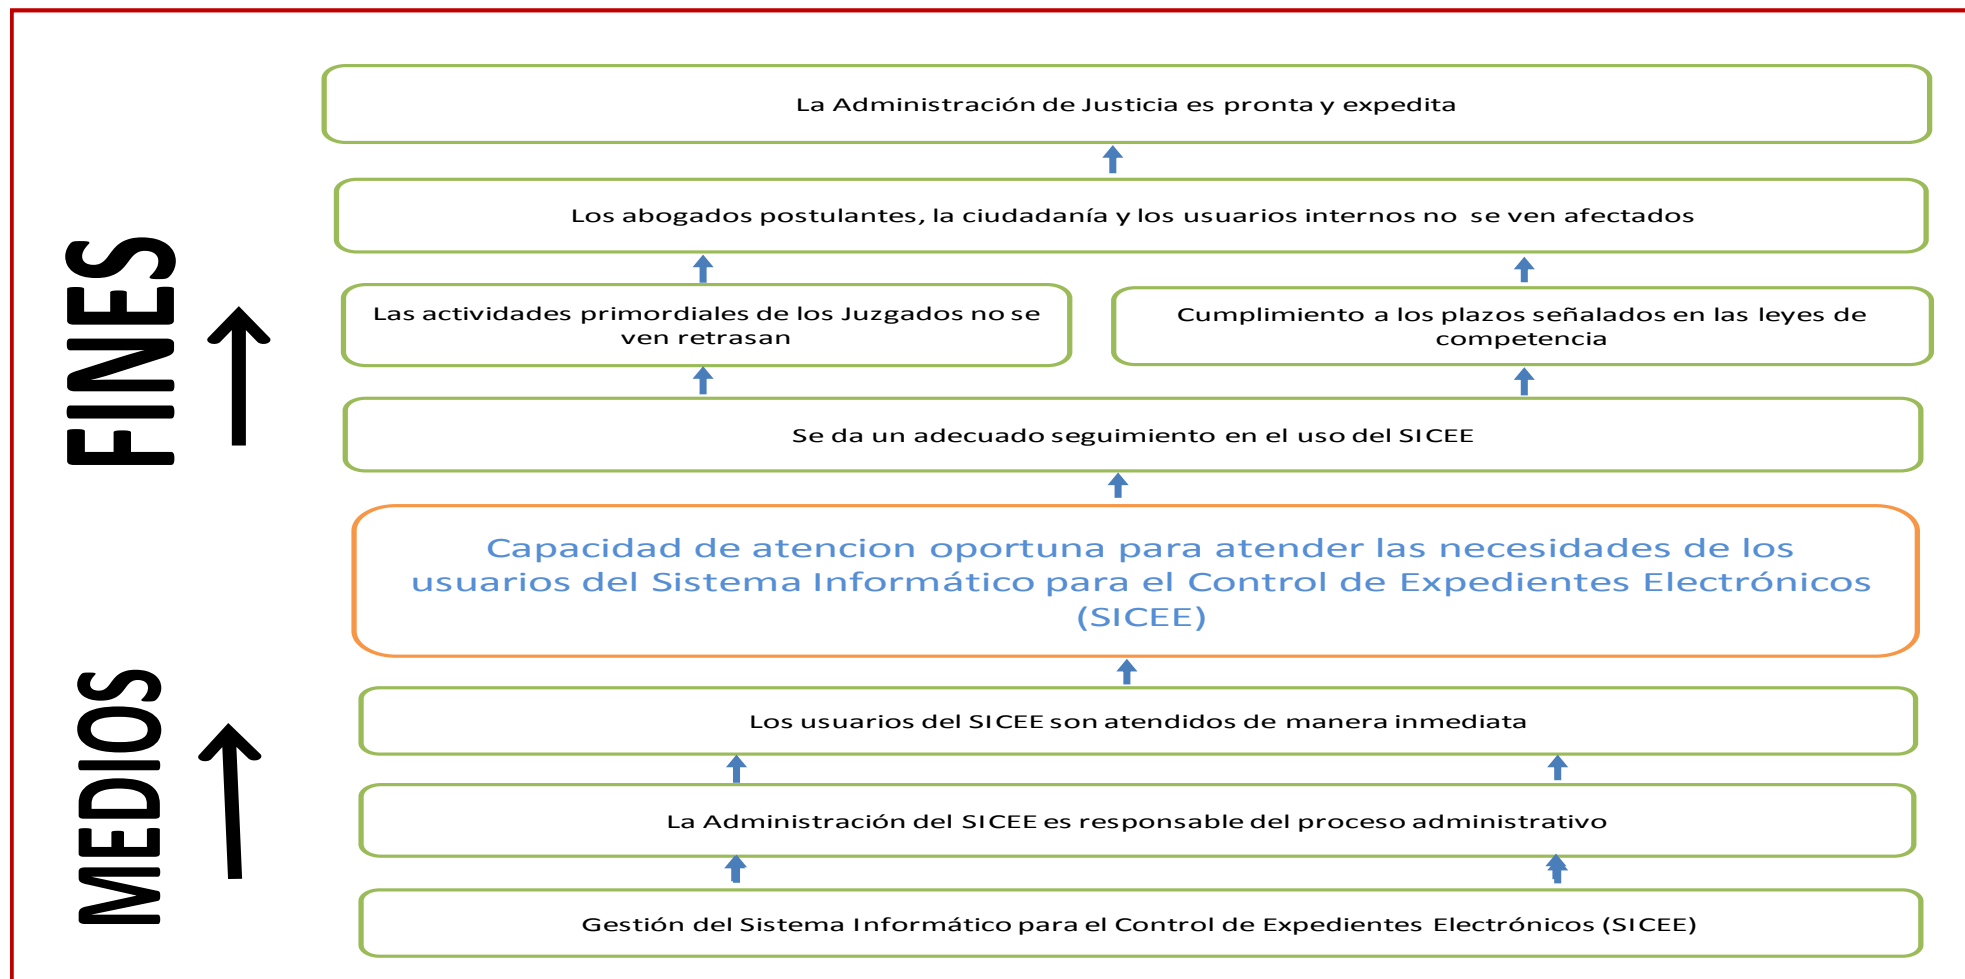 La Administración de Justicia es pronta y expedita
Los abogados postulantes, la ciudadanía y los usuarios internos no se ven afectados
FINES
Las actividades primordiales de los Juzgados no se
ven retrasan
Cumplimiento a los plazos señalados en las leyes de
competencia
Se da un adecuado seguimiento en el uso del SICEE
Capacidad de atencion oportuna para atender las necesidades de los
usuarios del Sistema Informático para el Control de Expedientes Electrónicos
(SICEE)
MEDIOS
Los usuarios del SICEE son atendidos de manera inmediata
La Administración del SICEE es responsable del proceso administrativo
Gestión del Sistema Informático para el Control de Expedientes Electrónicos (SICEE)